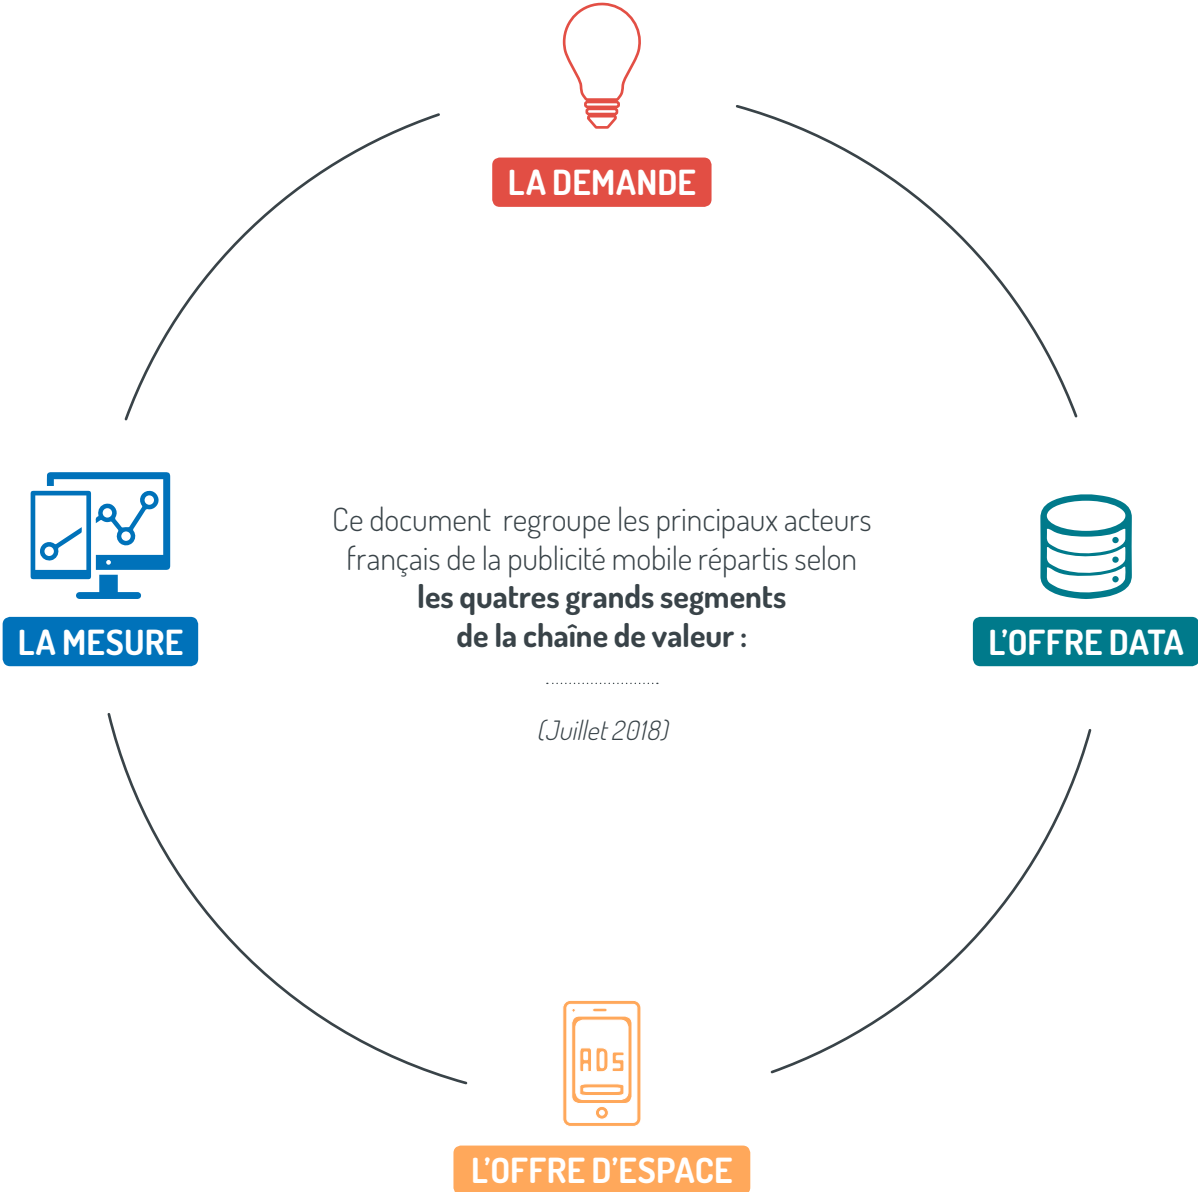 LA DEMANDE
Ce document regroupe les principaux acteurs
français de la publicité mobile répartis selon
les quatres grands segments
de la chaîne de valeur :
(Juillet 2018)
LA MESURE
L'OFFRE DATA
ADs
L'OFFRE D'ESPACE